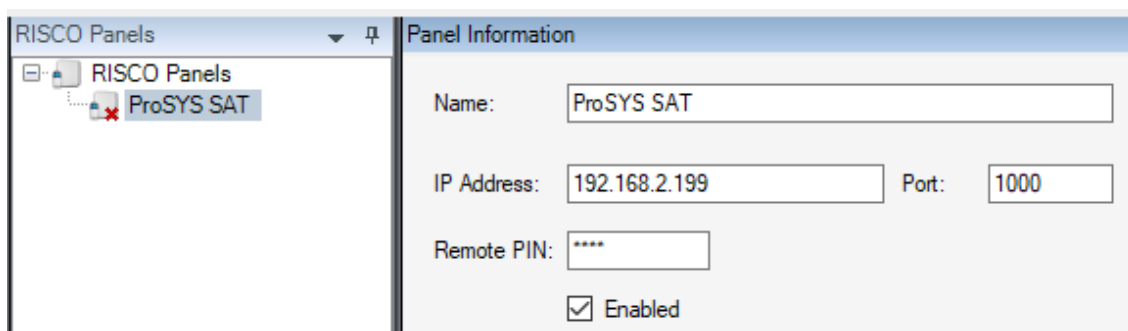 RISCO Panels
RISCO Panels
ProSYS SAT
Panel Information
Name: ProSYS SAT
IP Address: 192.168.2.199 Port: 1000
Remote PIN: ****
Enabled